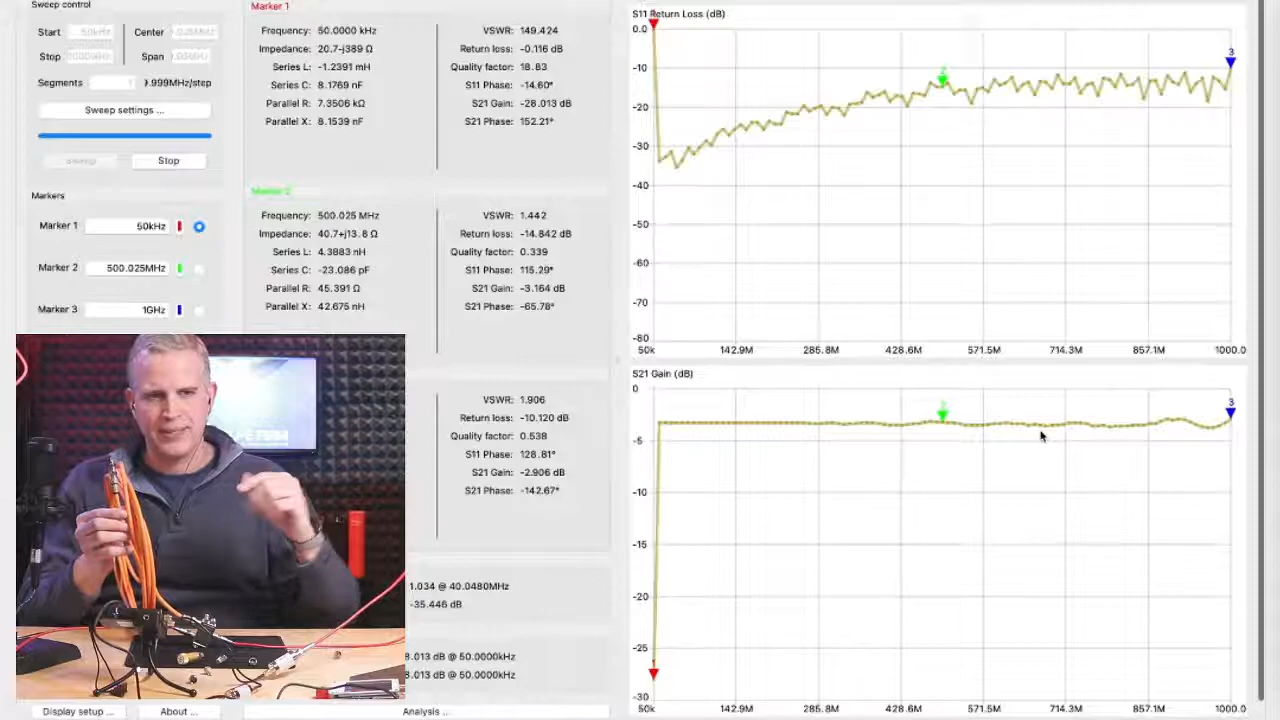 Sweep control
Start 50kHz Center
Stop Span
Segments 1 9.999MHz/step
Sweep settings ...
Sweep Stop
Markers
Marker 1 50kHz
Marker 2 500.025MHz
Marker 3 1GHz
Marker 1
Frequency: 50.0000 kHz
Impedance: 20.7-j389 Ω
Series L: -1.2391 mH
Series C: 8.1769 nF
Parallel R: 7.3506 kΩ
Parallel X: 8.1539 nF
VSWR: 149.424
Return loss: -0.116 dB
Quality factor: 18.83
S11 Phase: -14.60°
S21 Gain: -28.013 dB
S21 Phase: 152.21°
Marker 2
Frequency: 500.025 MHz
Impedance: 40.7+j13.8 Ω
Series L: 4.3883 nH
Series C: -23.086 pF
Parallel R: 45.391 Ω
Parallel X: 42.675 nH
VSWR: 1.442
Return loss: -14.842 dB
Quality factor: 0.339
S11 Phase: 115.29°
S21 Gain: -3.164 dB
S21 Phase: -65.78°
VSWR: 1.906
Return loss: -10.120 dB
Quality factor: 0.538
S11 Phase: 128.81°
S21 Gain: -2.906 dB
S21 Phase: -142.67°
1.034 @ 40.0480MHz
-35.446 dB
8.013 dB @ 50.0000kHz
8.013 dB @ 50.0000kHz
Display setup ... About ... Analysis ...
S11 Return Loss (dB)
0.0
-10
-20
-30
-40
-50
-60
-70
-80
2
3
50k 142.9M 285.8M 428.6M 571.5M 714.3M 857.1M 1000.0
S21 Gain (dB)
0
-5
-10
-15
-20
-25
-30
2
3
50k 142.9M 285.8M 428.6M 571.5M 714.3M 857.1M 1000.0